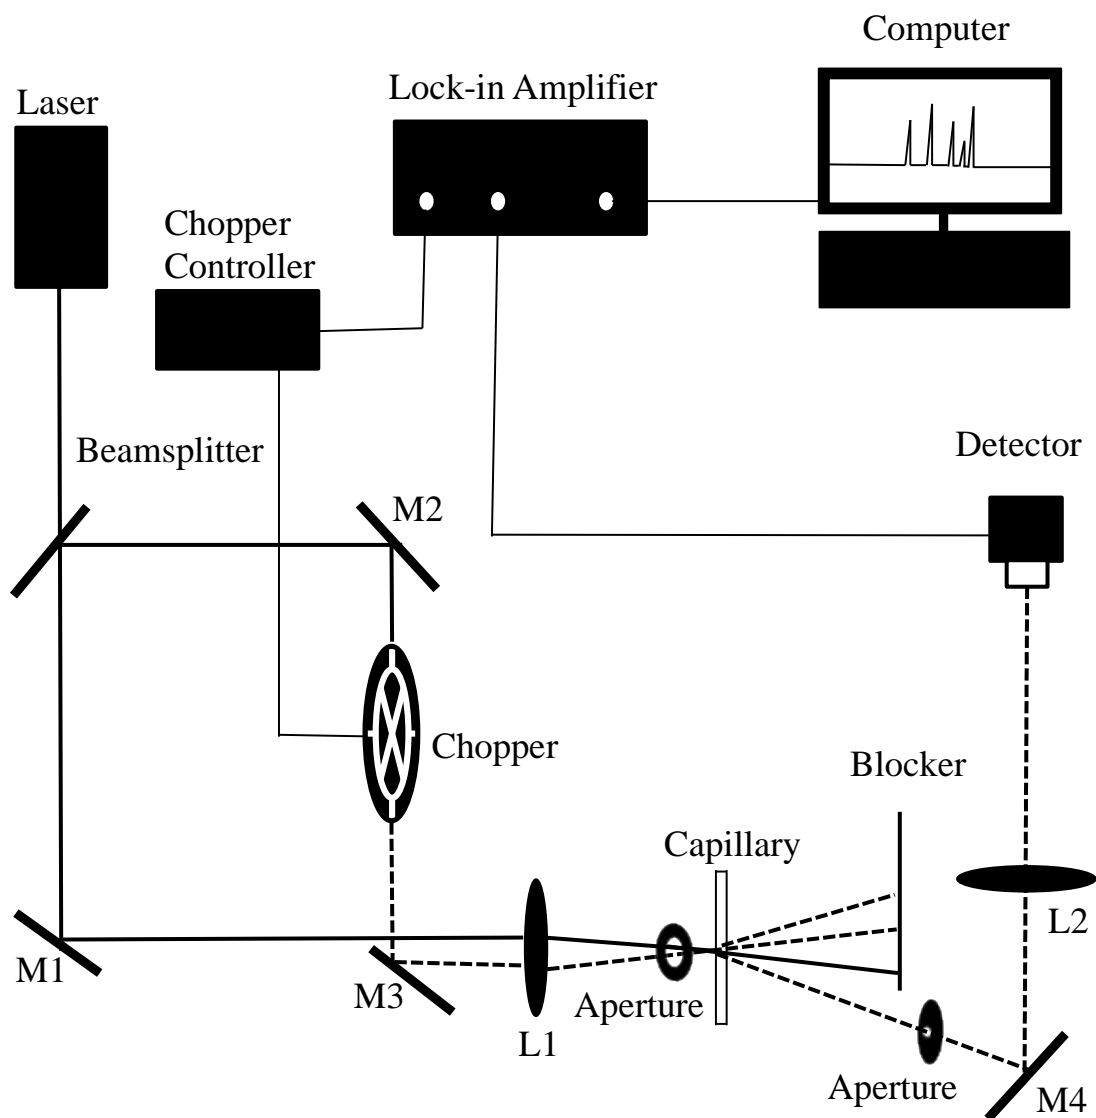 Computer
Lock-in Amplifier
Laser
Chopper
Controller
Beamsplitter
Detector
M2
Chopper
Blocker
Capillary
L2
M1
M3
Aperture
L1
Aperture
M4